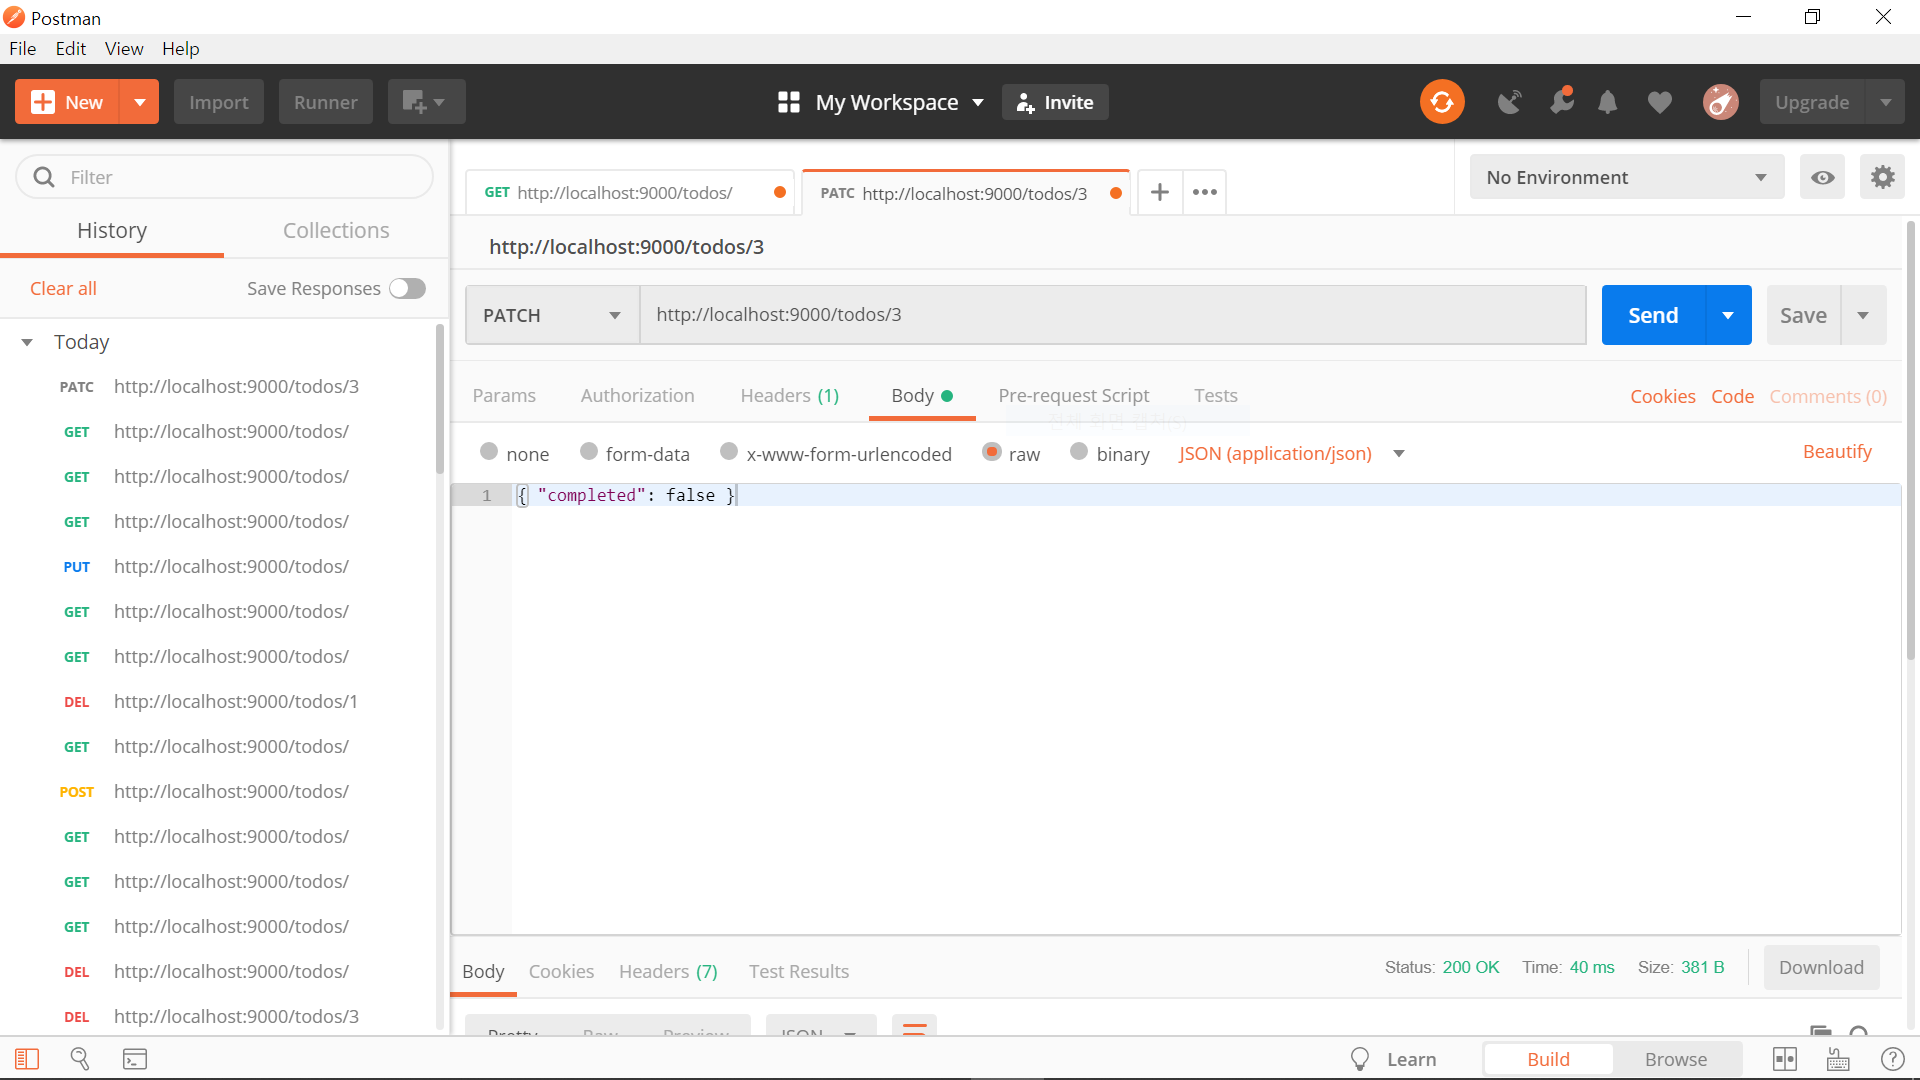 Postman
File Edit View Help
New Import Runner My Workspace Invite Upgrade
Filter
History Collections
Clear all Save Responses
Today
PATC http://localhost:9000/todos/3
GET http://localhost:9000/todos/
GET http://localhost:9000/todos/
GET http://localhost:9000/todos/
PUT http://localhost:9000/todos/
GET http://localhost:9000/todos/
GET http://localhost:9000/todos/
DEL http://localhost:9000/todos/1
GET http://localhost:9000/todos/
POST http://localhost:9000/todos/
GET http://localhost:9000/todos/
GET http://localhost:9000/todos/
GET http://localhost:9000/todos/
DEL http://localhost:9000/todos/
DEL http://localhost:9000/todos/3
GET http://localhost:9000/todos/ PATC http://localhost:9000/todos/3 No Environment
http://localhost:9000/todos/3
PATCH http://localhost:9000/todos/3 Send Save
Params Authorization Headers (1) Body Pre-request Script Tests Cookies Code Comments (0)
전체 화면 캡처(S)
none form-data x-www-form-urlencoded raw binary JSON (application/json) Beautify
1 { "completed": false }
Body Cookies Headers (7) Test Results Status: 200 OK Time: 40 ms Size: 381 B Download
Pretty Raw Preview JSON
Learn Build Browse